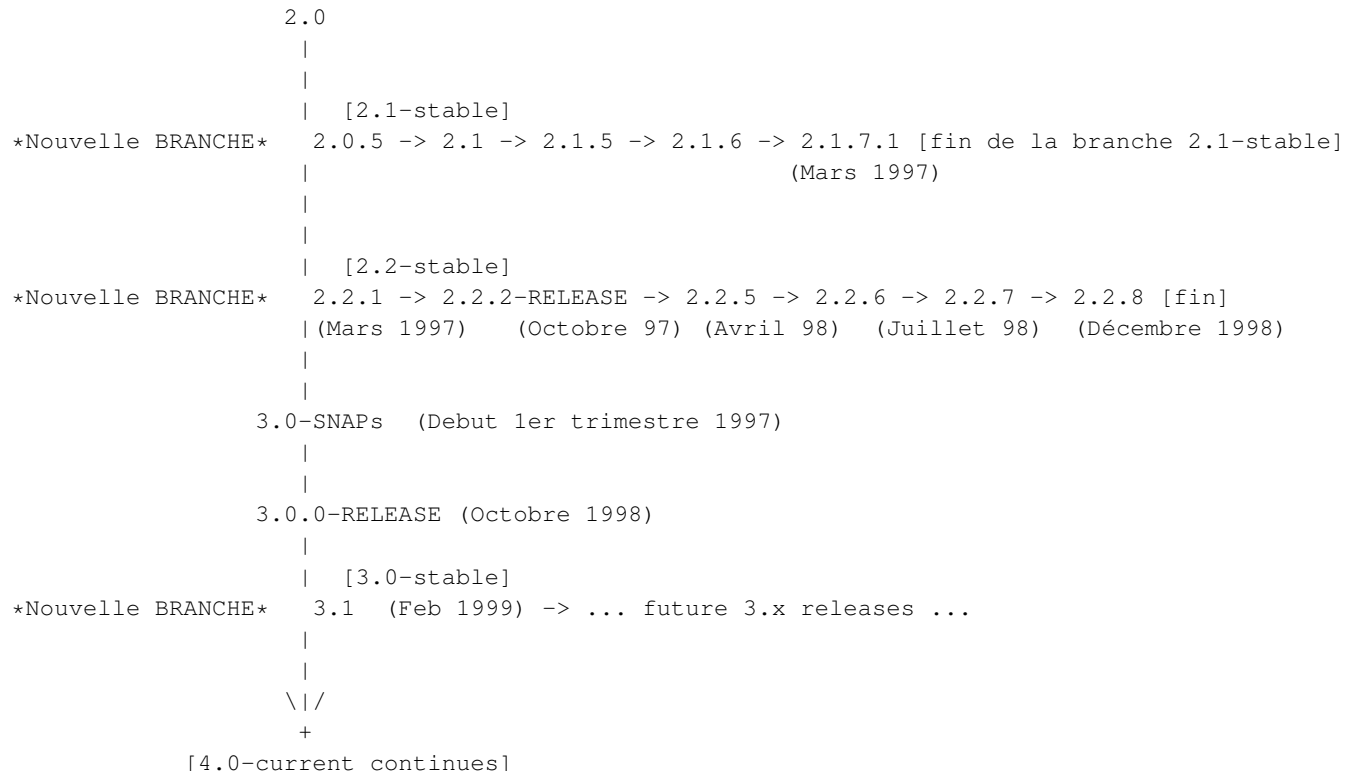 2.0
|
|
| [2.1-stable]
*Nouvelle BRANCHE* 2.0.5 -> 2.1 -> 2.1.5 -> 2.1.6 -> 2.1.7.1 [fin de la branche 2.1-stable]
| (Mars 1997)
|
|
| [2.2-stable]
*Nouvelle BRANCHE* 2.2.1 -> 2.2.2-RELEASE -> 2.2.5 -> 2.2.6 -> 2.2.7 -> 2.2.8 [fin]
|(Mars 1997) (Octobre 97) (Avril 98) (Juillet 98) (Décembre 1998)
|
|
3.0-SNAPs (Debut 1er trimestre 1997)
|
|
3.0.0-RELEASE (Octobre 1998)
|
| [3.0-stable]
*Nouvelle BRANCHE* 3.1 (Feb 1999) -> ... future 3.x releases ...
|
|
\|/
+
[4.0-current continues]